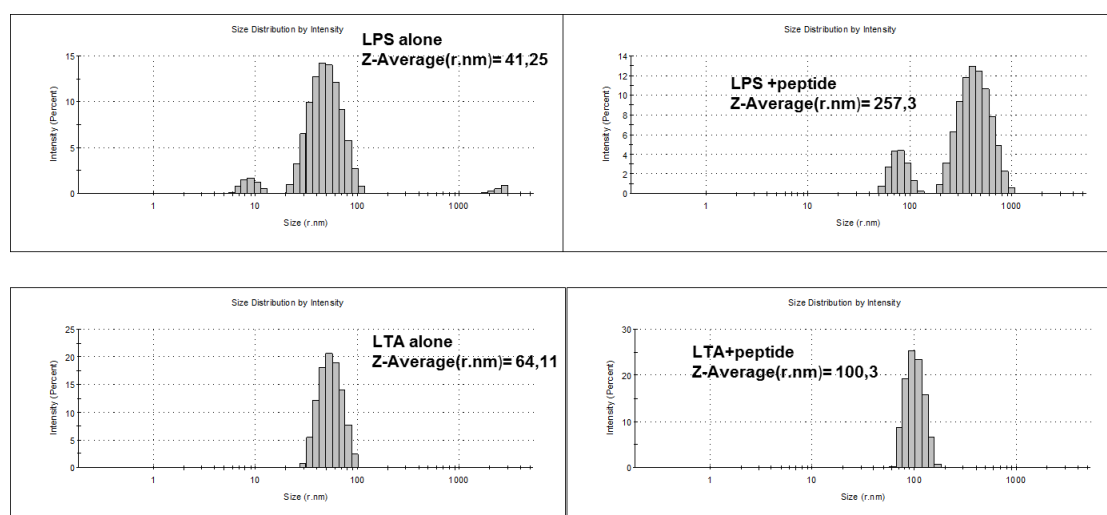 Size Distribution by Intensity
LPS alone
Z-Average(r.nm)= 41,25
15
10
5
0
Intensity (Percent)
1 10 100 1000
Size (r.nm)
Size Distribution by Intensity
LPS +peptide
Z-Average(r.nm)= 257,3
14
12
10
8
6
4
2
0
Intensity (Percent)
1 10 100 1000
Size (r.nm)
Size Distribution by Intensity
LTA alone
Z-Average(r.nm)= 64,11
25
20
15
10
5
0
Intensity (Percent)
1 10 100 1000
Size (r.nm)
Size Distribution by Intensity
LTA+peptide
Z-Average(r.nm)= 100,3
30
20
10
0
Intensity (Percent)
1 10 100 1000
Size (r.nm)